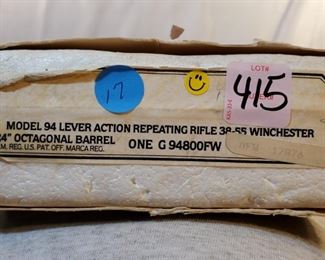 LOT#
415
17
MODEL 94 LEVER ACTION REPEATING RIFLE 38-55 WINCHESTER
24" OCTAGONAL BARREL ONE G 94800FW
M. REG. U.S. PAT. OFF. MARCA REG.